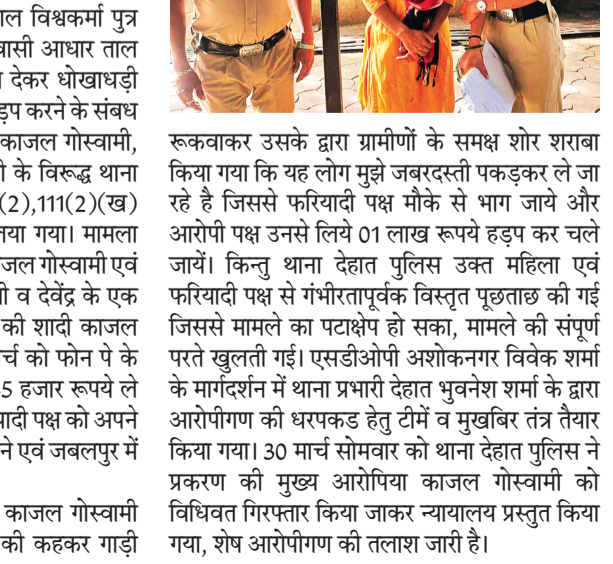 ल विश्वकर्मा पुत्र
वासी आधार ताल
देकर धोखाधड़ी
ड़प करने के संबध
काजल गोस्वामी,
के विरूद्ध थाना
(2),111(2)(ख)
या गया। मामला
जल गोस्वामी एवं
व देवेंद्र के एक
की शादी काजल
र्च को फोन पे के
5 हजार रूपये ले
यादी पक्ष को अपने
ने एवं जबलपुर में
काजल गोस्वामी
की कहकर गाड़ी
रूकवाकर उसके द्वारा ग्रामीणों के समक्ष शोर शराबा
किया गया कि यह लोग मुझे जबरदस्ती पकड़कर ले जा
रहे है जिससे फरियादी पक्ष मौके से भाग जाये और
आरोपी पक्ष उनसे लिये 01 लाख रूपये हड़प कर चले
जायें। किन्तु थाना देहात पुलिस उक्त महिला एवं
फरियादी पक्ष से गंभीरतापूर्वक विस्तृत पूछताछ की गई
जिससे मामले का पटाक्षेप हो सका, मामले की संपूर्ण
परते खुलती गई। एसडीओपी अशोकनगर विवेक शर्मा
के मार्गदर्शन में थाना प्रभारी देहात भुवनेश शर्मा के द्वारा
आरोपीगण की धरपकड हेतु टीमें व मुखबिर तंत्र तैयार
किया गया। 30 मार्च सोमवार को थाना देहात पुलिस ने
प्रकरण की मुख्य आरोपिया काजल गोस्वामी को
विधिवत गिरफ्तार किया जाकर न्यायालय प्रस्तुत किया
गया, शेष आरोपीगण की तलाश जारी है।